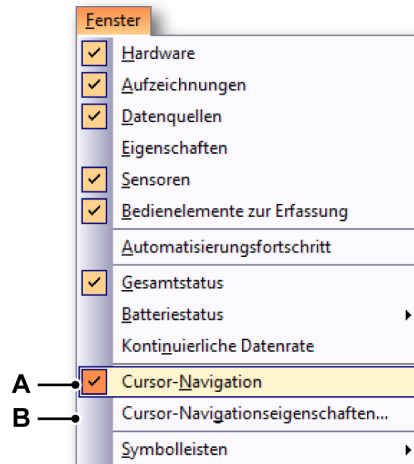 Fenster
Hardware
Aufzeichnungen
Datenquellen
Eigenschaften
Sensoren
Bedienelemente zur Erfassung
Automatisierungsfortschritt
Gesamtstatus
Batteriestatus
Kontinuierliche Datenrate
A Cursor-Navigation
B Cursor-Navigationseigenschaften...
Symbolleisten